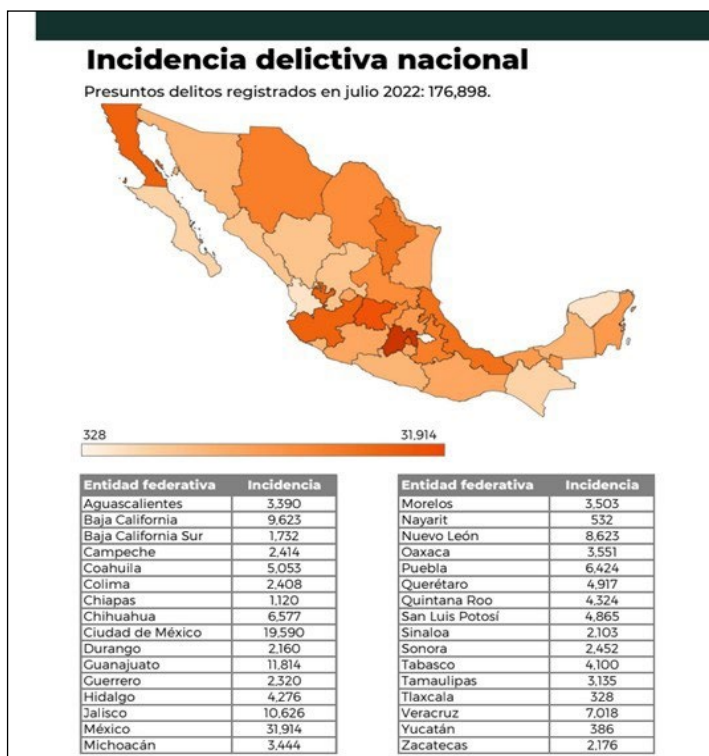 Incidencia delictiva nacional
Presuntos delitos registrados en julio 2022: 176,898.
328 31,914
Entidad federativa Incidencia
Aguascalientes 3,390
Baja California 9,623
Baja California Sur 1,732
Campeche 2,414
Coahuila 5,053
Colima 2,408
Chiapas 1,120
Chihuahua 6,577
Ciudad de México 19,590
Durango 2,160
Guanajuato 11,814
Guerrero 2,320
Hidalgo 4,276
Jalisco 10,626
México 31,914
Michoacán 3,444
Entidad federativa Incidencia
Morelos 3,503
Nayarit 532
Nuevo León 8,623
Oaxaca 3,551
Puebla 6,424
Querétaro 4,917
Quintana Roo 4,324
San Luis Potosí 4,865
Sinaloa 2,103
Sonora 2,452
Tabasco 4,100
Tamaulipas 3,135
Tlaxcala 328
Veracruz 7,018
Yucatán 386
Zacatecas 2,176